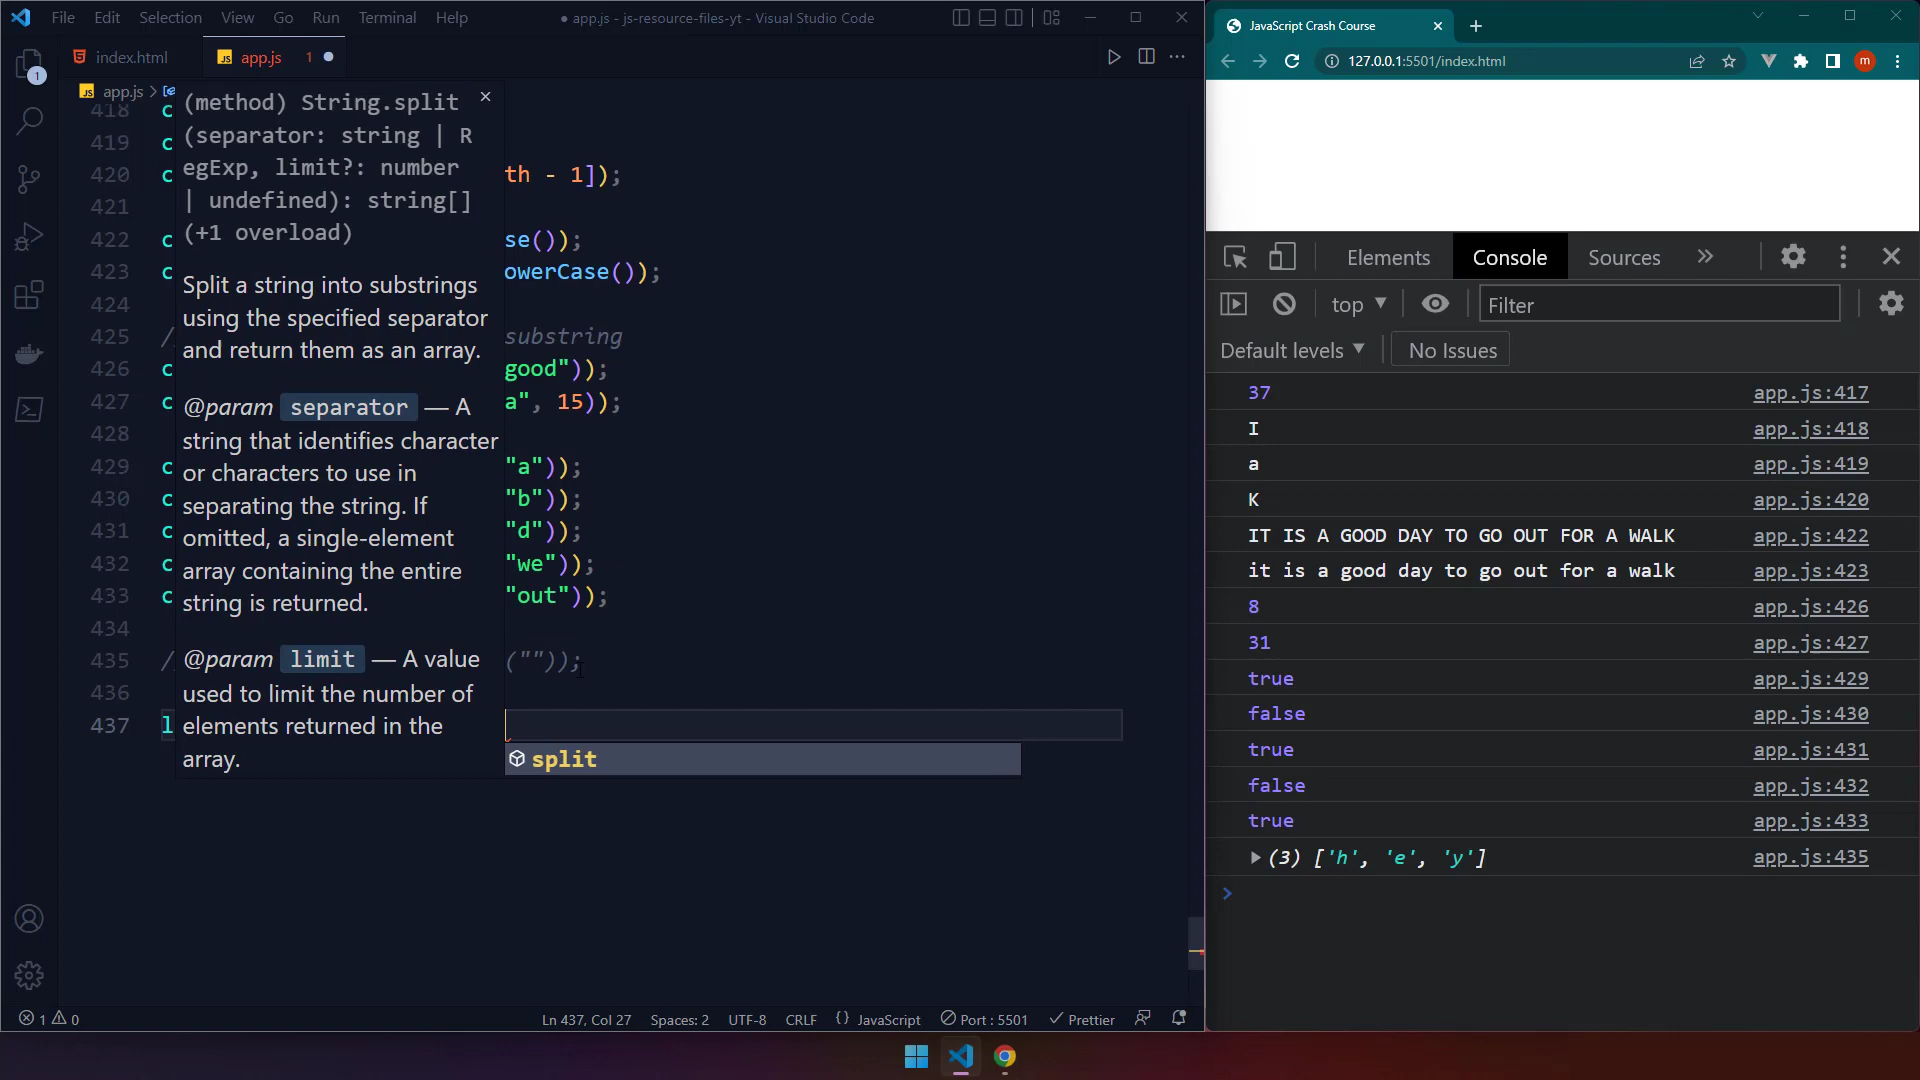 File Edit Selection View Go Run Terminal Help
● app.js - js-resource-files-yt - Visual Studio Code
index.html
JS app.js 1
JS app.js >
1
(method) String.split
(separator: string | R
egExp, limit?: number
| undefined): string[]
(+1 overload)
Split a string into substrings
using the specified separator
and return them as an array.
@param separator — A
string that identifies character
or characters to use in
separating the string. If
omitted, a single-element
array containing the entire
string is returned.
@param limit — A value
used to limit the number of
elements returned in the
array.
418 c
419 c
420 c th - 1]);
421
422 c se());
423 c owerCase());
424
425 // substring
426 c good"));
427 c a", 15));
428
429 c "a"));
430 c "b"));
431 c "d"));
432 c "we"));
433 c "out"));
434
435 // (""));
436
437 l
split
1 0
Ln 437, Col 27 Spaces: 2 UTF-8 CRLF {} JavaScript Port : 5501 Prettier
JavaScript Crash Course
127.0.0.1:5501/index.html
m
Elements Console Sources
top Filter
Default levels No Issues
37 app.js:417
I app.js:418
a app.js:419
K app.js:420
IT IS A GOOD DAY TO GO OUT FOR A WALK app.js:422
it is a good day to go out for a walk app.js:423
8 app.js:426
31 app.js:427
true app.js:429
false app.js:430
true app.js:431
false app.js:432
true app.js:433
(3) ['h', 'e', 'y'] app.js:435